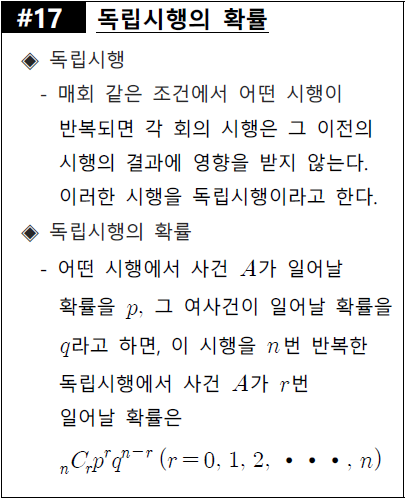 #17 독립시행의 확률
◈ 독립시행
- 매회 같은 조건에서 어떤 시행이
반복되면 각 회의 시행은 그 이전의
시행의 결과에 영향을 받지 않는다.
이러한 시행을 독립시행이라고 한다.
◈ 독립시행의 확률
- 어떤 시행에서 사건 A가 일어날
확률을 p, 그 여사건이 일어날 확률을
q라고 하면, 이 시행을 n번 반복한
독립시행에서 사건 A가 r번
일어날 확률은
ₙCᵣpʳqⁿ⁻ʳ (r = 0, 1, 2, • • •, n)